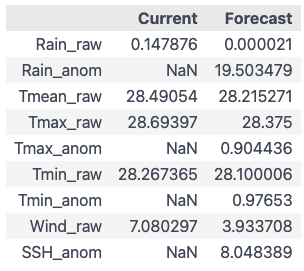 Current Forecast
Rain_raw 0.147876 0.000021
Rain_anom NaN 19.503479
Tmean_raw 28.49054 28.215271
Tmax_raw 28.69397 28.375
Tmax_anom NaN 0.904436
Tmin_raw 28.267365 28.100006
Tmin_anom NaN 0.97653
Wind_raw 7.080297 3.933708
SSH_anom NaN 8.048389